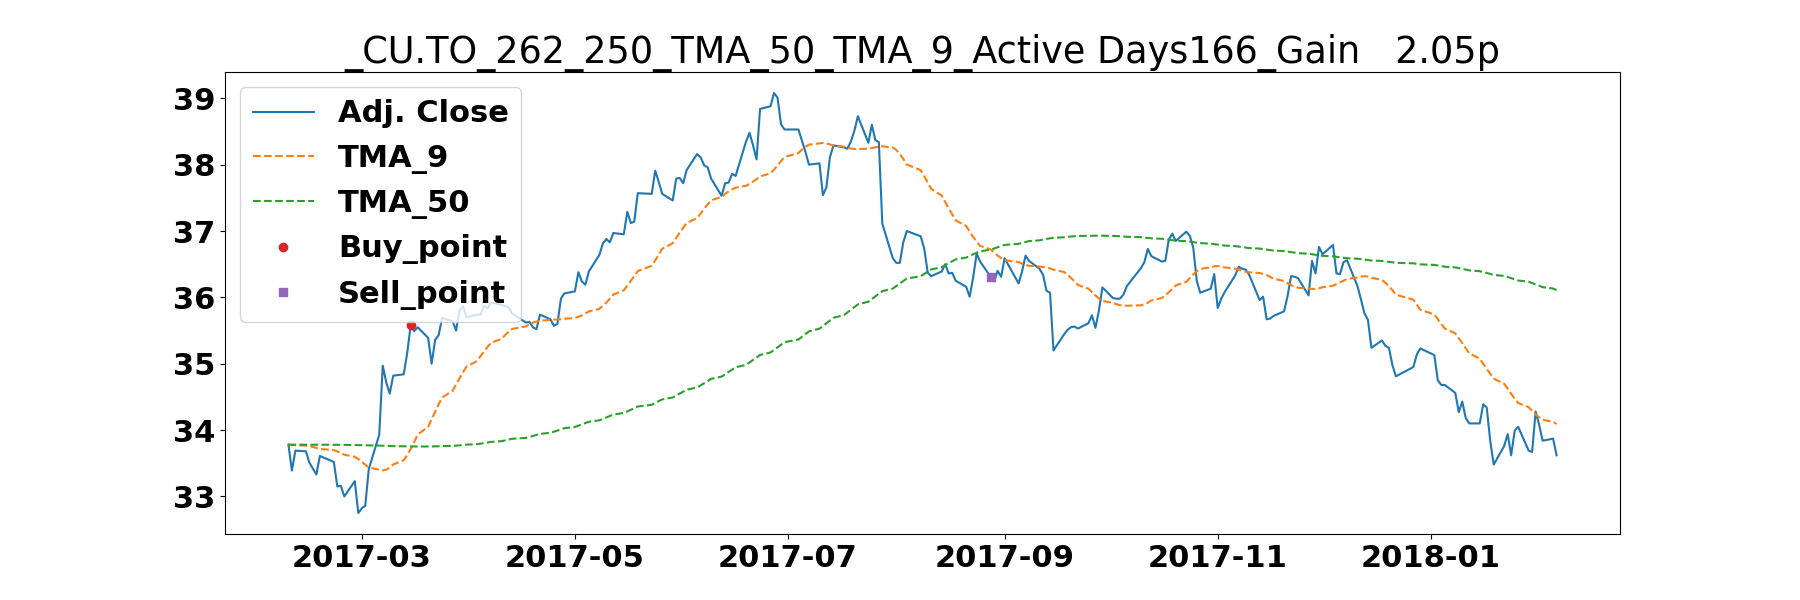 _CU.TO_262_250_TMA_50_TMA_9_Active Days166_Gain   2.05p
39
38
37
36
35
34
33
Adj. Close
TMA_9
TMA_50
Buy_point
Sell_point
2017-03 2017-05 2017-07 2017-09 2017-11 2018-01